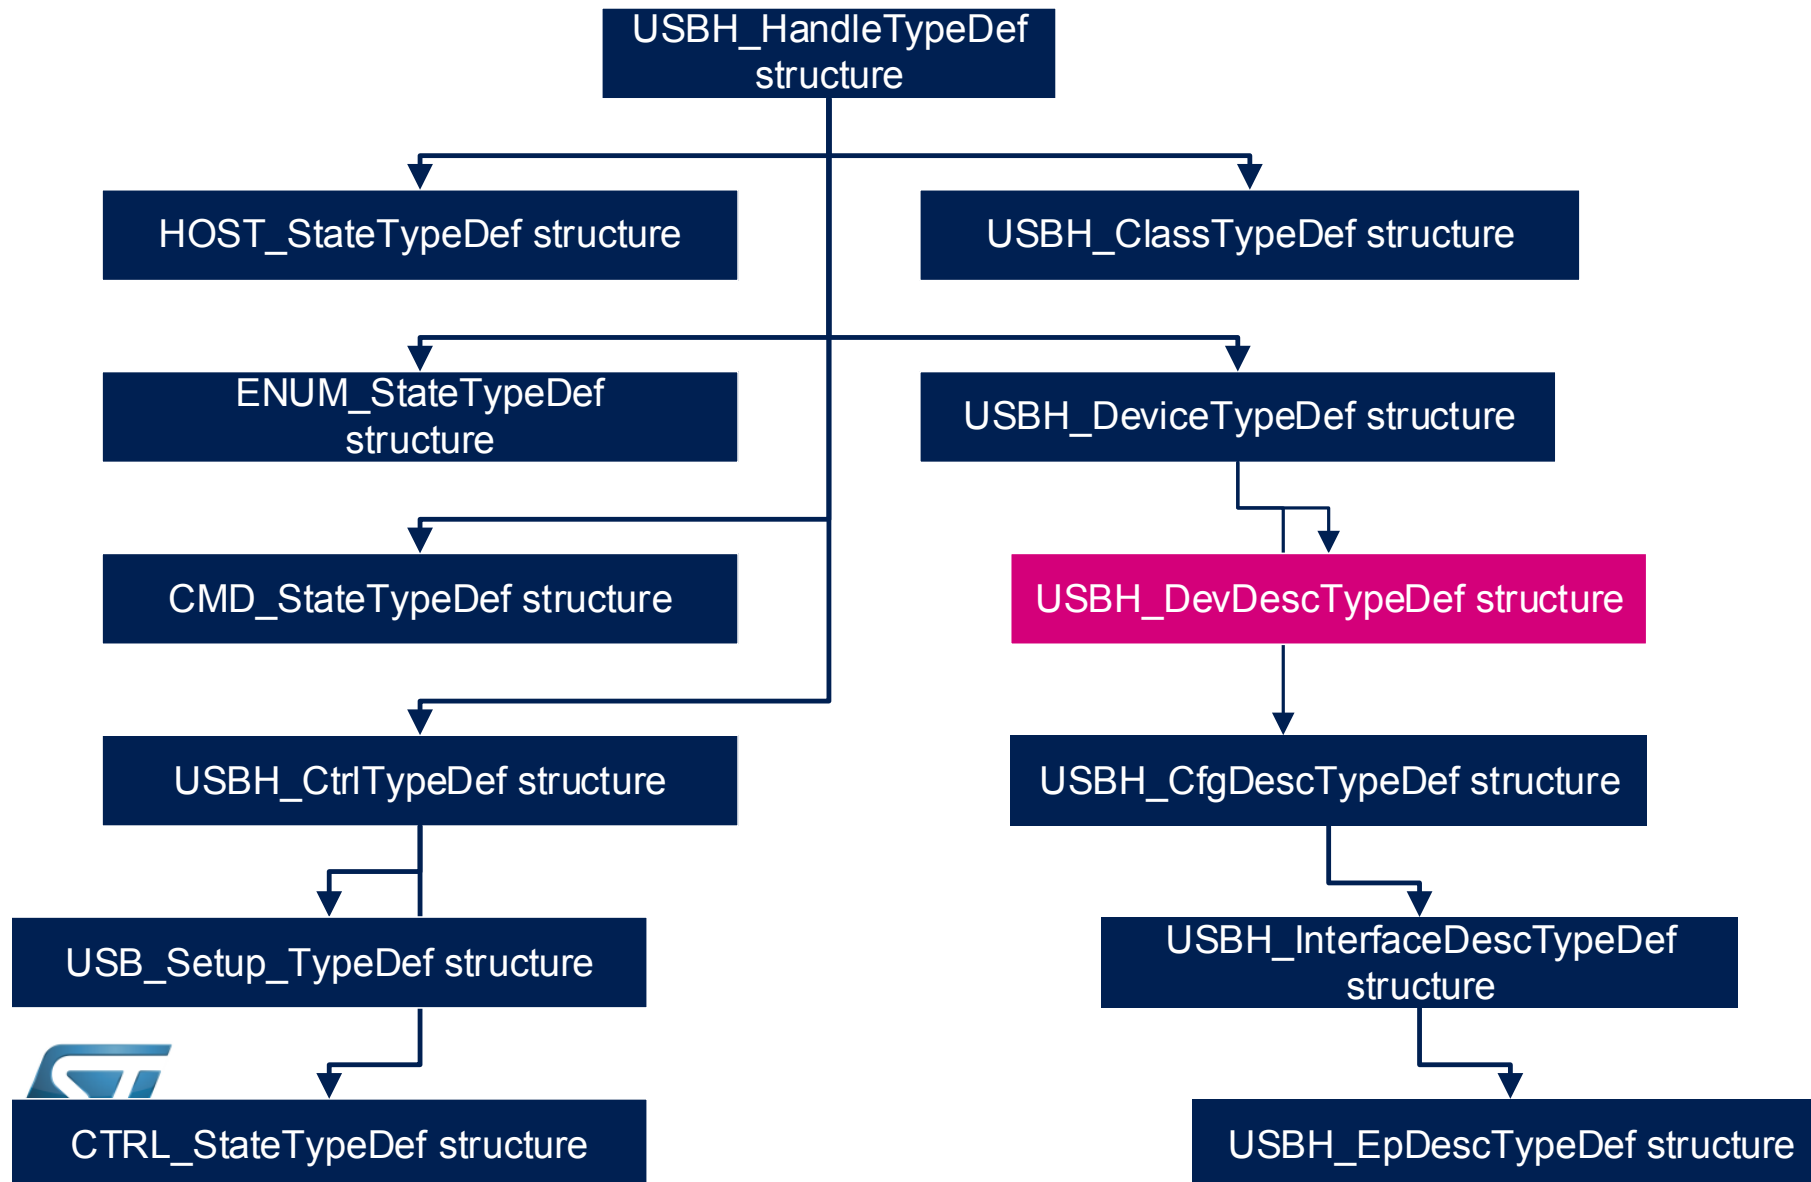 USBH_HandleTypeDef
structure
HOST_StateTypeDef structure
USBH_ClassTypeDef structure
ENUM_StateTypeDef
structure
USBH_DeviceTypeDef structure
CMD_StateTypeDef structure
USBH_DevDescTypeDef structure
USBH_CtrlTypeDef structure
USBH_CfgDescTypeDef structure
USB_Setup_TypeDef structure
USBH_InterfaceDescTypeDef
structure
CTRL_StateTypeDef structure
USBH_EpDescTypeDef structure
ST